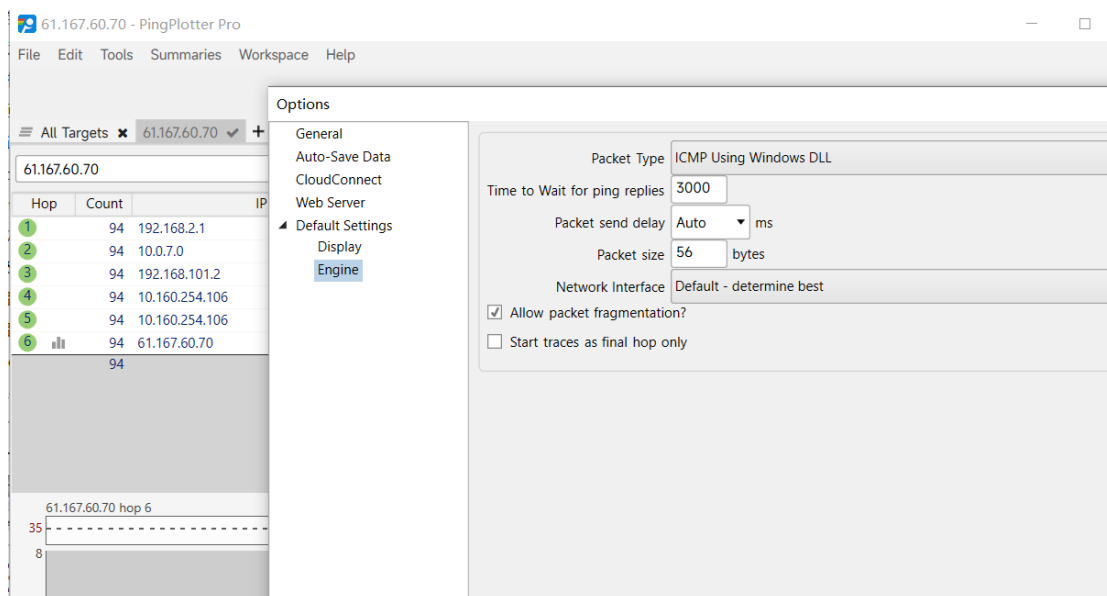 61.167.60.70 - PingPlotter Pro
File Edit Tools Summaries Workspace Help
Options
All Targets 61.167.60.70 +
61.167.60.70
Hop Count IP
1 94 192.168.2.1
2 94 10.0.7.0
3 94 192.168.101.2
4 94 10.160.254.106
5 94 10.160.254.106
6 94 61.167.60.70
94
61.167.60.70 hop 6
35
8
General
Auto-Save Data
CloudConnect
Web Server
Default Settings
Display
Engine
Packet Type ICMP Using Windows DLL
Time to Wait for ping replies 3000
Packet send delay Auto ms
Packet size 56 bytes
Network Interface Default - determine best
Allow packet fragmentation?
Start traces as final hop only